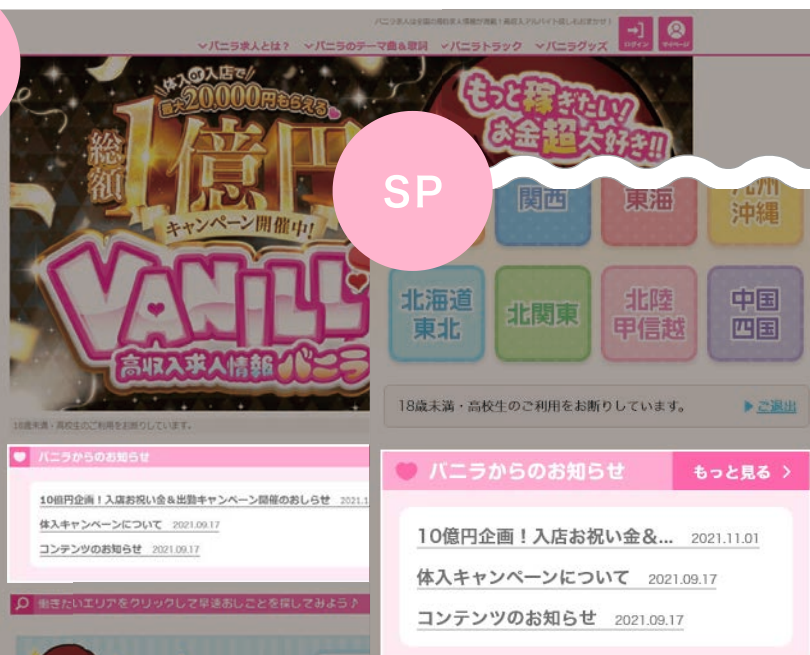 バニラ求人は全国の高収入求人情報が満載!高収入アルバイト探しもおまかせ!
バニラ求人とは?
バニラのテーマ曲&歌詞
バニラトラック
バニラグッズ
ログイン
マイページ
体入or入店で!
最大20,000円もらえる
総額
1億円
キャンペーン開催中!
VANILL
高収入求人情報 バニラ
もっと稼ぎたい!
お金超大好き!!
SP
関西
東海
九州
沖縄
北海道
東北
北関東
北陸
甲信越
中国
四国
18歳未満・高校生のご利用をお断りしています。
18歳未満・高校生のご利用をお断りしています。
ご退出
バニラからのお知らせ
10億円企画!入店お祝い金&出勤キャンペーン開催のおしらせ 2021.1
体入キャンペーンについて 2021.09.17
コンテンツのお知らせ 2021.09.17
働きたいエリアをクリックして早速おしごとを探してみよう♪
バニラからのお知らせ
もっと見る
10億円企画!入店お祝い金&... 2021.11.01
体入キャンペーンについて 2021.09.17
コンテンツのお知らせ 2021.09.17